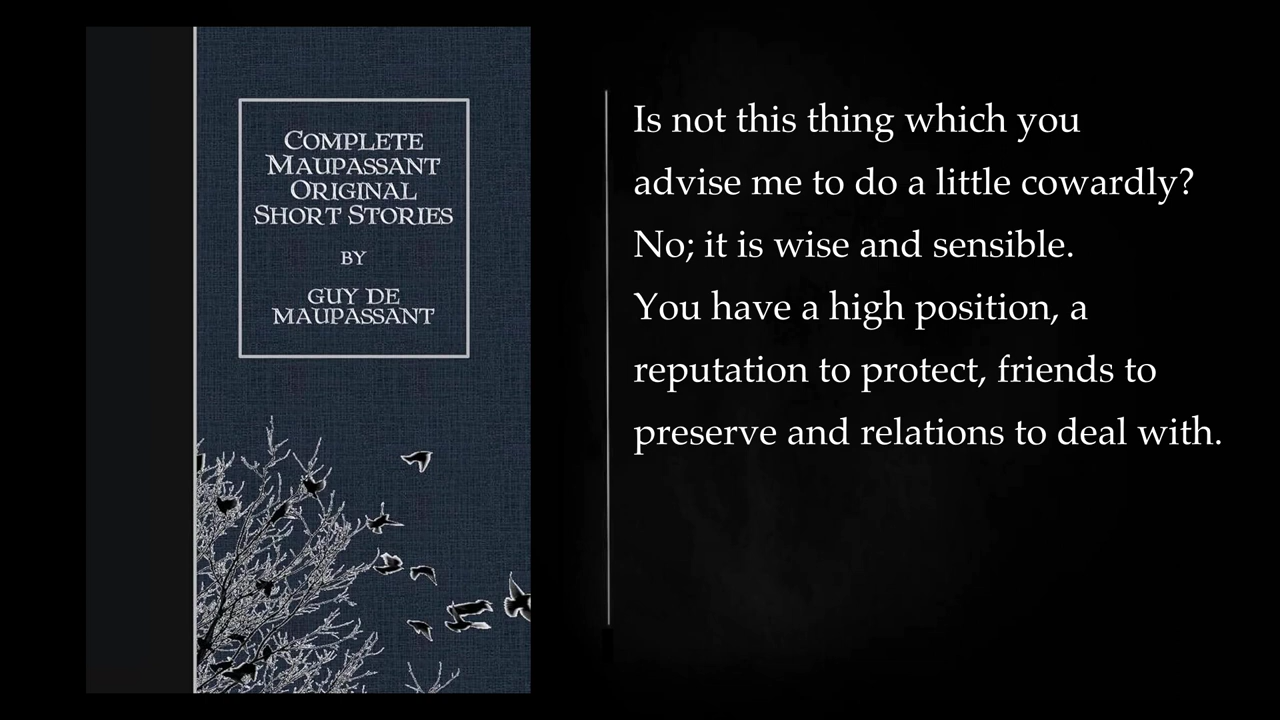 COMPLETE
MAUPASSANT
ORIGINAL
SHORT STORIES
BY
GUY DE
MAUPASSANT
Is not this thing which you
advise me to do a little cowardly?
No; it is wise and sensible.
You have a high position, a
reputation to protect, friends to
preserve and relations to deal with.